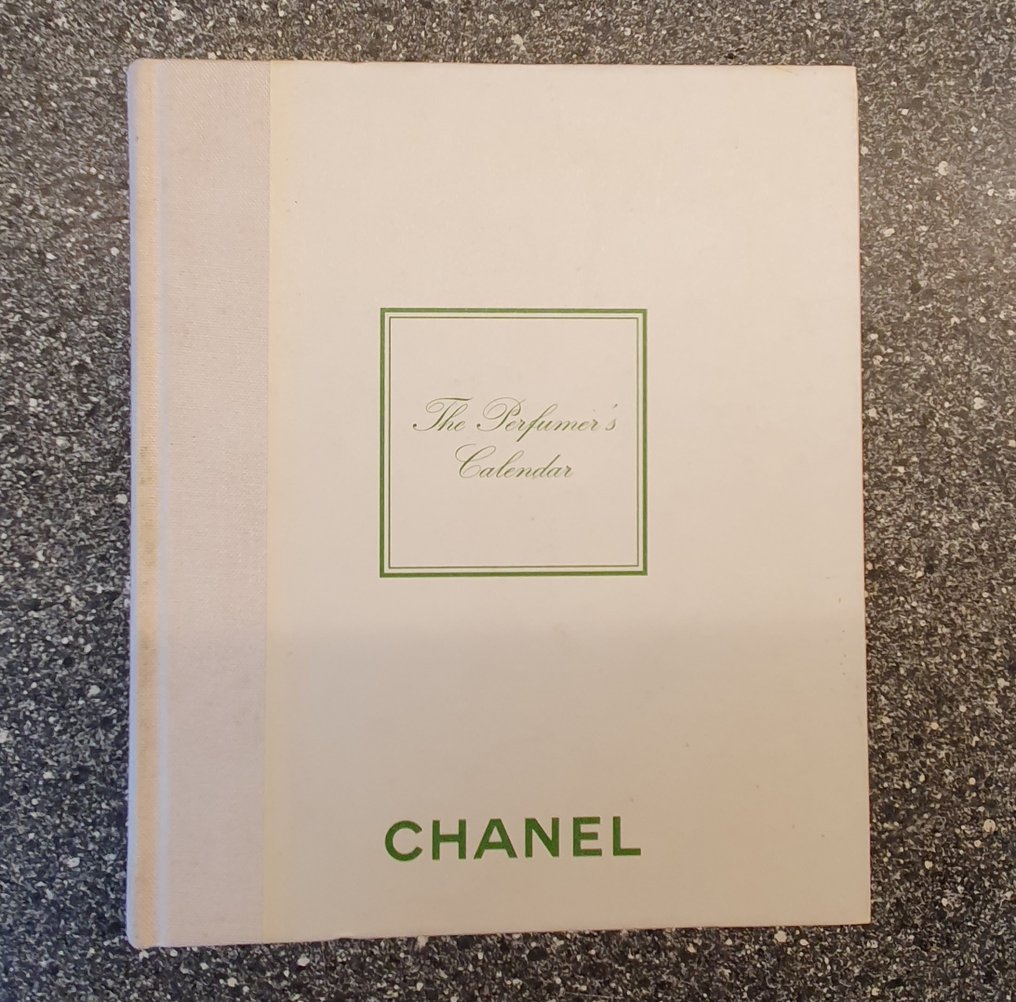 The Perfumer's
Calendar
CHANEL